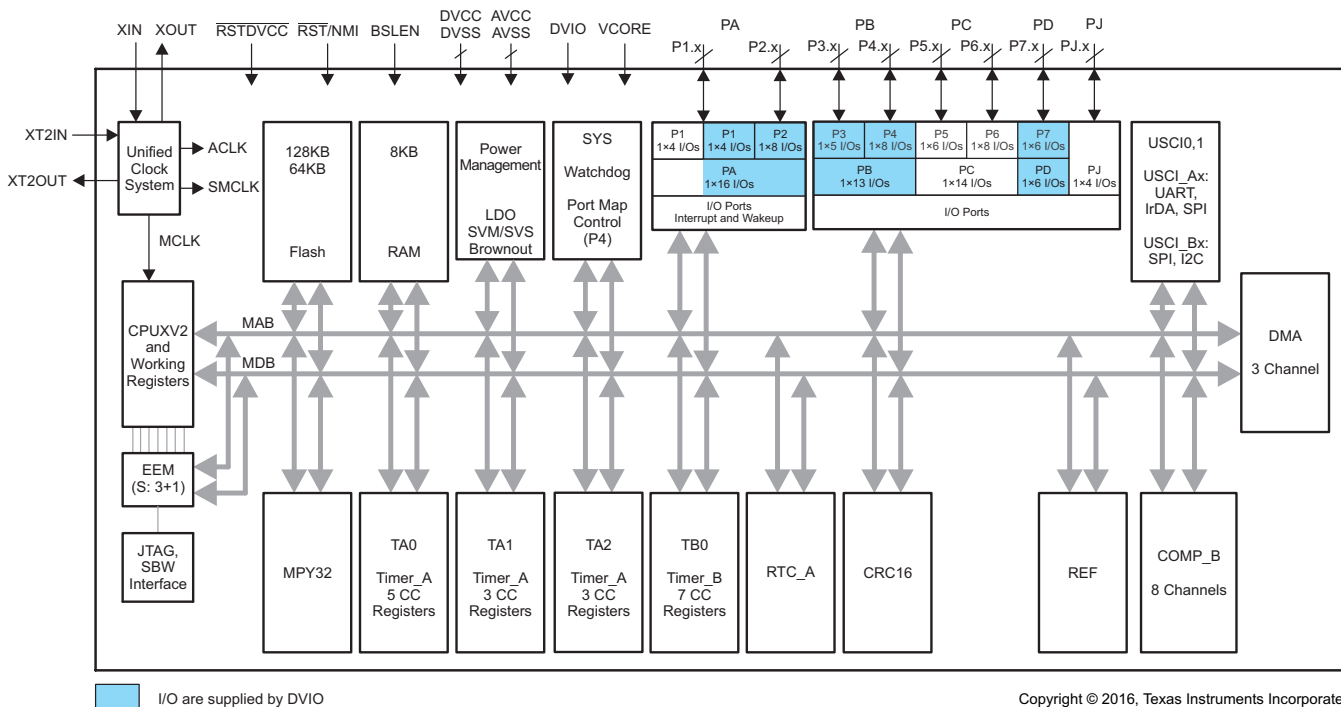 XIN XOUT RSTDVCC RST/NMI BSLEN DVCC DVSS AVCC AVSS DVIO VCORE
PA PB PC PD PJ
P1.x P2.x P3.x P4.x P5.x P6.x P7.x PJ.x
XT2IN
XT2OUT
Unified
Clock
System
ACLK
SMCLK
MCLK
128KB
64KB
Flash
8KB
RAM
Power
Management
LDO
SVM/SVS
Brownout
SYS
Watchdog
Port Map
Control
(P4)
P1
1×4 I/Os
P1
1×4 I/Os
P2
1×8 I/Os
PA
1×16 I/Os
I/O Ports
Interrupt and Wakeup
P3
1×5 I/Os
P4
1×8 I/Os
P5
1×6 I/Os
P6
1×8 I/Os
P7
1×6 I/Os
PB
1×13 I/Os
PC
1×14 I/Os
PD
1×6 I/Os
PJ
1×4 I/Os
I/O Ports
USCI0,1
USCI_Ax:
UART,
IrDA, SPI
USCI_Bx:
SPI, I2C
CPUXV2
and
Working
Registers
MAB
MDB
DMA
3 Channel
EEM
(S: 3+1)
JTAG,
SBW
Interface
MPY32
TA0
Timer_A
5 CC
Registers
TA1
Timer_A
3 CC
Registers
TA2
Timer_A
3 CC
Registers
TB0
Timer_B
7 CC
Registers
RTC_A
CRC16
REF
COMP_B
8 Channels
I/O are supplied by DVIO
Copyright © 2016, Texas Instruments Incorporate